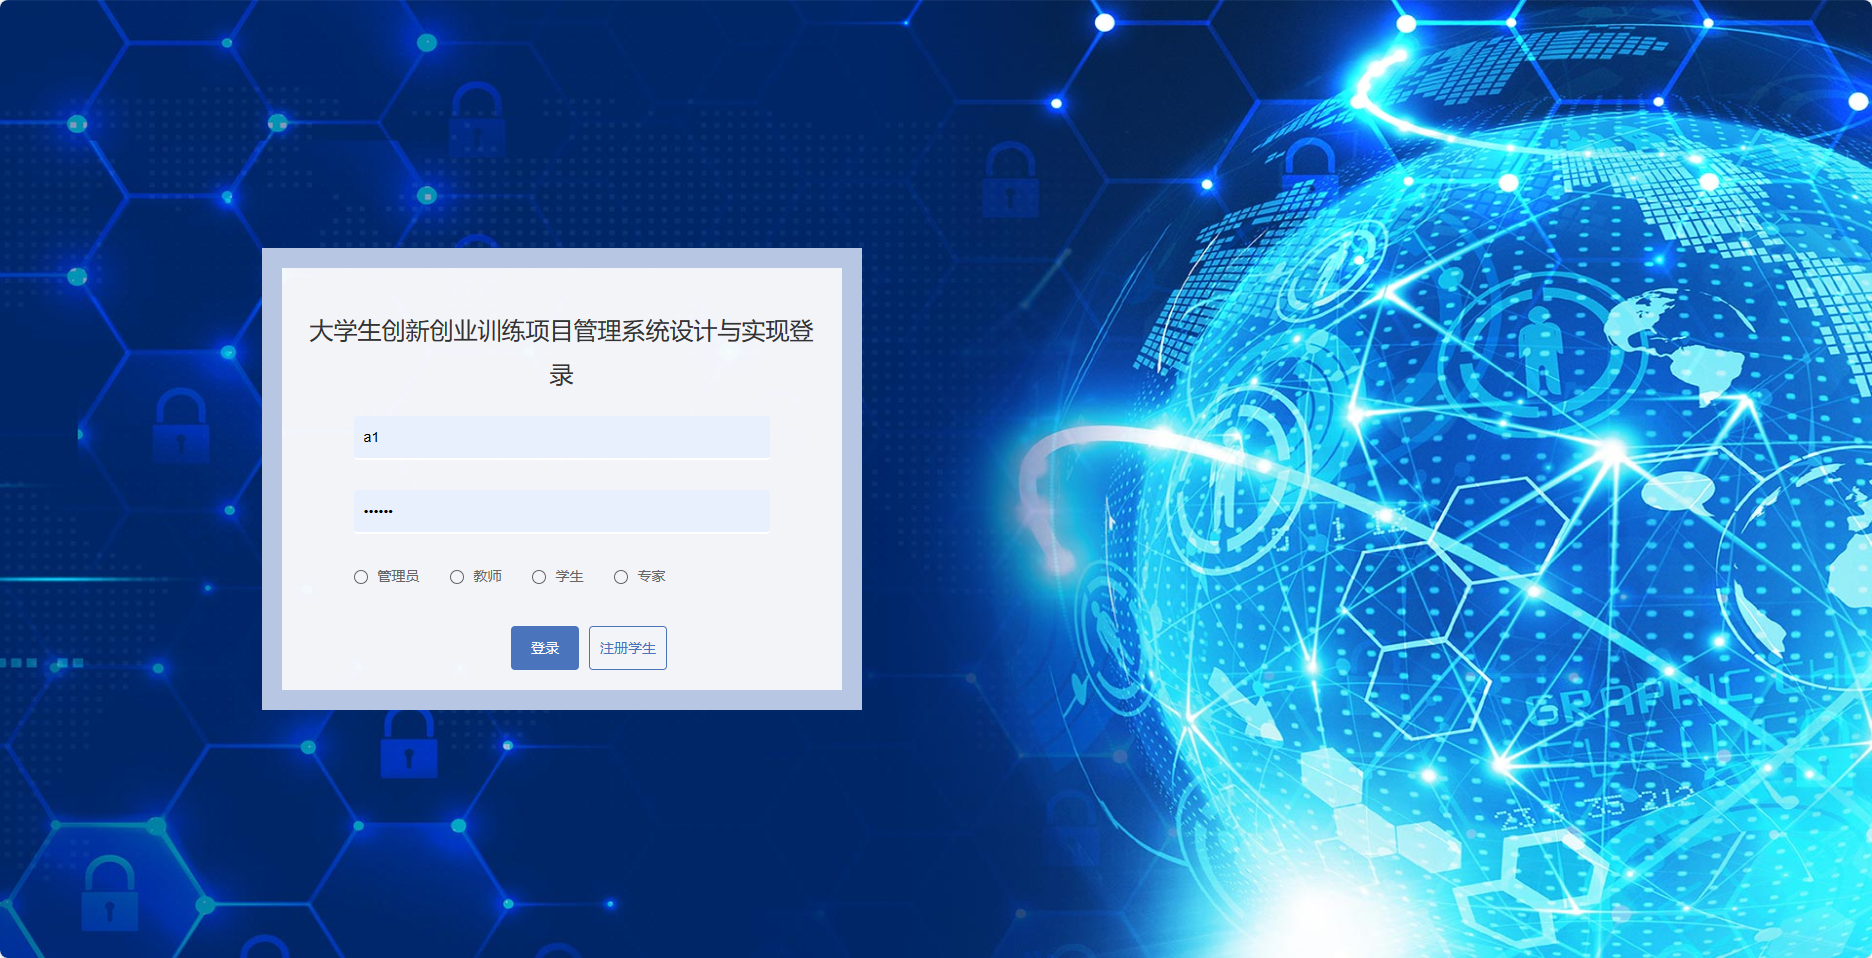 大学生创新创业训练项目管理系统设计与实现登
录
a1
••••••
管理员 教师 学生 专家
登录 注册学生